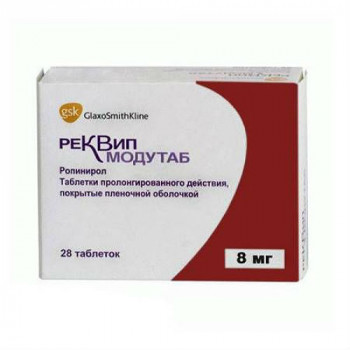 gsk GlaxoSmithKline
РЕКВИП
МОДУТАБ
Ропинирол
Таблетки пролонгированного действия,
покрытые пленочной оболочкой
28 таблеток
8 мг